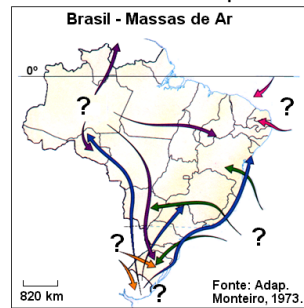 Brasil - Massas de Ar
0°
?
?
?
?
?
820 km
Fonte: Adap.
Monteiro, 1973.